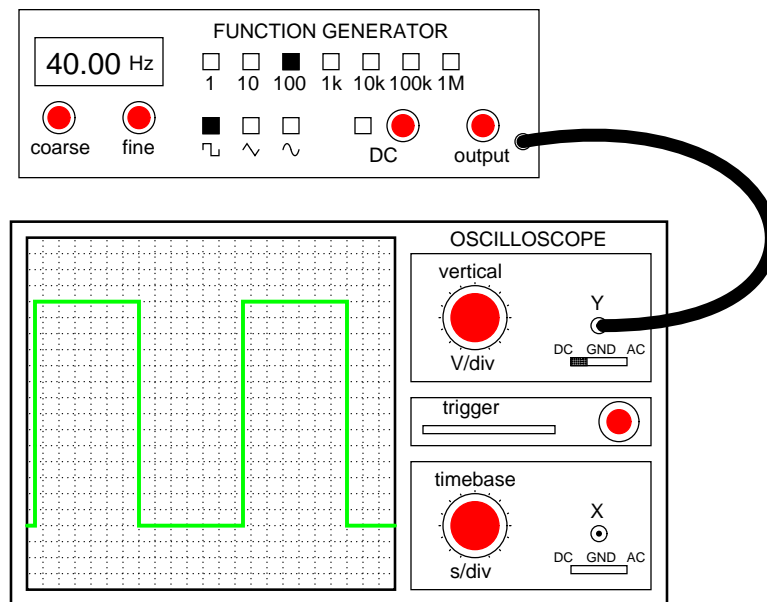 FUNCTION GENERATOR
40.00 Hz
1 10 100 1k 10k 100k 1M
coarse fine DC output
OSCILLOSCOPE
vertical
Y
DC GND AC
V/div
trigger
timebase
X
DC GND AC
s/div